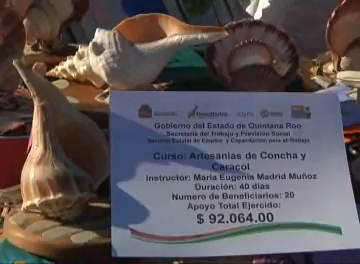 Gobierno del Estado de Quintana Roo
Secretaría del Trabajo y Previsión Social
Servicio Estatal de Empleo y Capacitación para el Trabajo
Curso: Artesanías de Concha y
Caracol
Instructor: Maria Eugenia Madrid Muñoz
Duración: 40 días
Numero de Beneficiarios: 20
Apoyo Total Ejercido:
$ 92,064.00